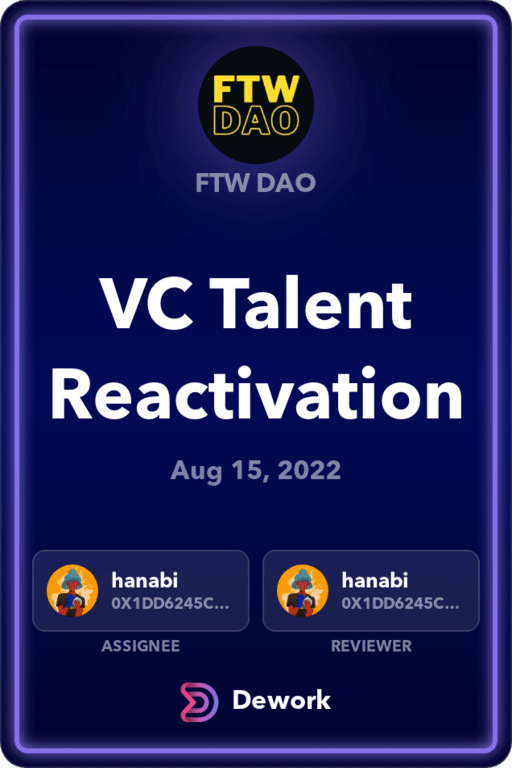 FTW
DAO
FTW DAO
VC Talent
Reactivation
Aug 15, 2022
hanabi
0X1DD6245C...
ASSIGNEE
hanabi
0X1DD6245C...
REVIEWER
Dework